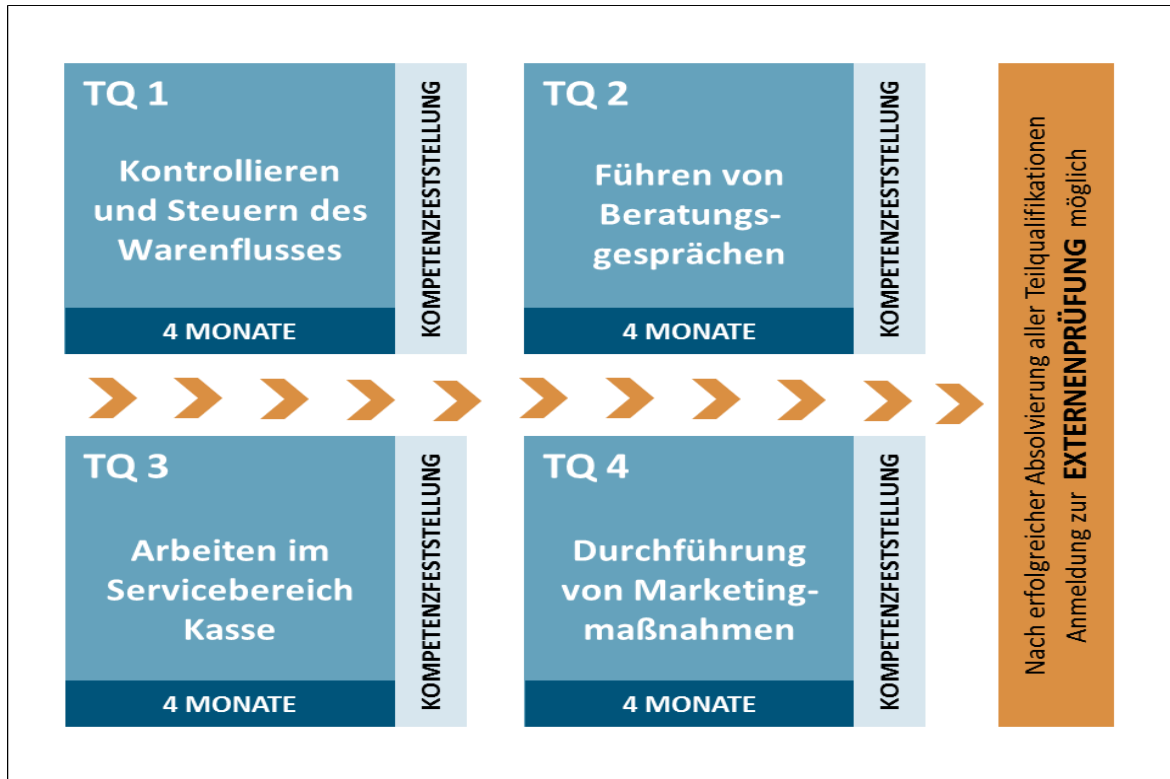 TQ 1
Kontrollieren
und Steuern des
Warenflusses
4 MONATE
KOMPETENZFESTSTELLUNG
TQ 2
Führen von
Beratungs-
gesprächen
4 MONATE
KOMPETENZFESTSTELLUNG
TQ 3
Arbeiten im
Servicebereich
Kasse
4 MONATE
KOMPETENZFESTSTELLUNG
TQ 4
Durchführung
von Marketing-
maßnahmen
4 MONATE
KOMPETENZFESTSTELLUNG
Nach erfolgreicher Absolvierung aller Teilqualifikationen
Anmeldung zur EXTERNENPRÜFUNG möglich